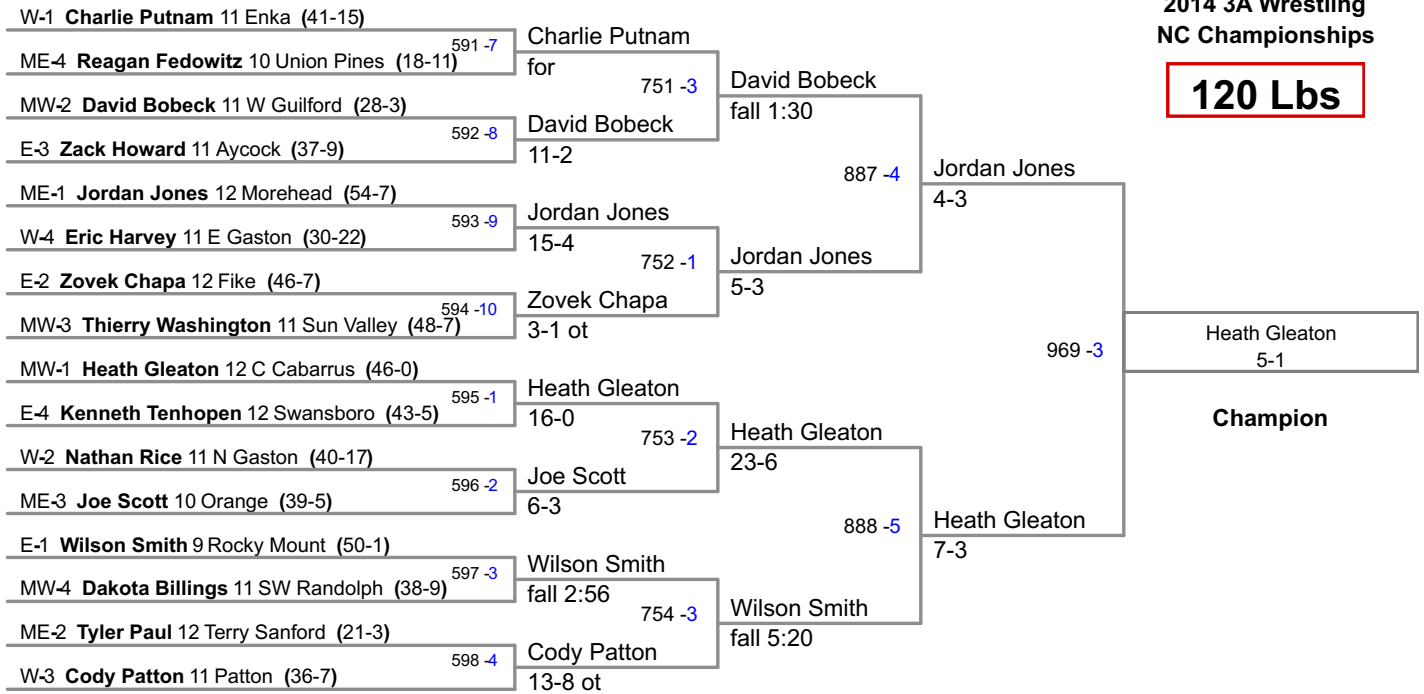 2014 3A Wrestling
NC Championships
120 Lbs
W-1 Charlie Putnam 11 Enka (41-15)
591 -7
ME-4 Reagan Fedowitz 10 Union Pines (18-11)
MW-2 David Bobeck 11 W Guilford (28-3)
592 -8
E-3 Zack Howard 11 Aycock (37-9)
ME-1 Jordan Jones 12 Morehead (54-7)
593 -9
W-4 Eric Harvey 11 E Gaston (30-22)
E-2 Zovek Chapa 12 Fike (46-7)
594 -10
MW-3 Thierry Washington 11 Sun Valley (48-7)
MW-1 Heath Gleaton 12 C Cabarrus (46-0)
595 -1
E-4 Kenneth Tenhopen 12 Swansboro (43-5)
W-2 Nathan Rice 11 N Gaston (40-17)
596 -2
ME-3 Joe Scott 10 Orange (39-5)
E-1 Wilson Smith 9 Rocky Mount (50-1)
597 -3
MW-4 Dakota Billings 11 SW Randolph (38-9)
ME-2 Tyler Paul 12 Terry Sanford (21-3)
598 -4
W-3 Cody Patton 11 Patton (36-7)
Charlie Putnam
for
751 -3
David Bobeck
11-2
Jordan Jones
15-4
752 -1
Zovek Chapa
3-1 ot
Heath Gleaton
16-0
753 -2
Joe Scott
6-3
Wilson Smith
fall 2:56
754 -3
Cody Patton
13-8 ot
David Bobeck
fall 1:30
887 -4
Jordan Jones
5-3
Heath Gleaton
23-6
888 -5
Wilson Smith
fall 5:20
Jordan Jones
4-3
969 -3
Heath Gleaton
7-3
Heath Gleaton
5-1
Champion